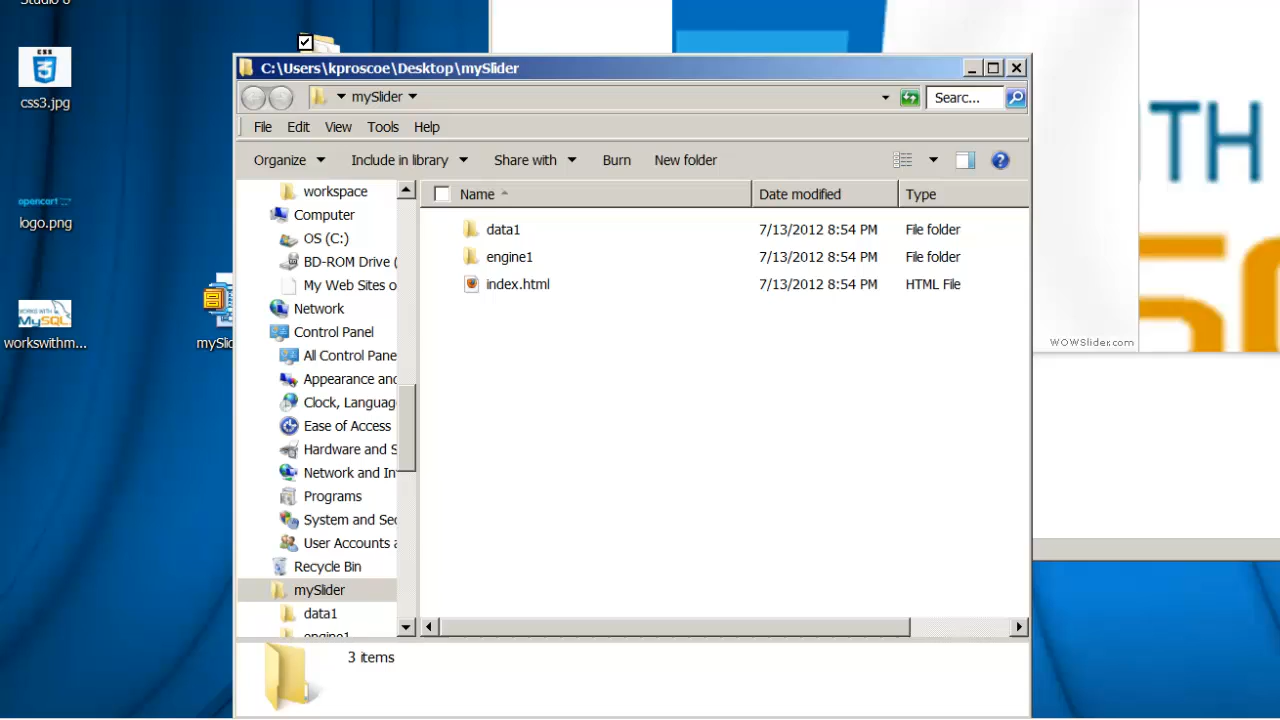 Studio 6
css3.jpg
opencart
logo.png
WORKS WITH
MySQL
workswithm...
C:\Users\kproscoe\Desktop\mySlider
mySlider
Searc...
File Edit View Tools Help
Organize Include in library Share with Burn New folder
Name Date modified Type
data1 7/13/2012 8:54 PM File folder
engine1 7/13/2012 8:54 PM File folder
index.html 7/13/2012 8:54 PM HTML File
workspace
Computer
OS (C:)
BD-ROM Drive (
My Web Sites o
Network
Control Panel
All Control Pane
Appearance and
Clock, Languag
Ease of Access
Hardware and S
Network and In
Programs
System and Sec
User Accounts a
Recycle Bin
mySlider
data1
engine1
3 items
mySli
TH
WOWSlider.com